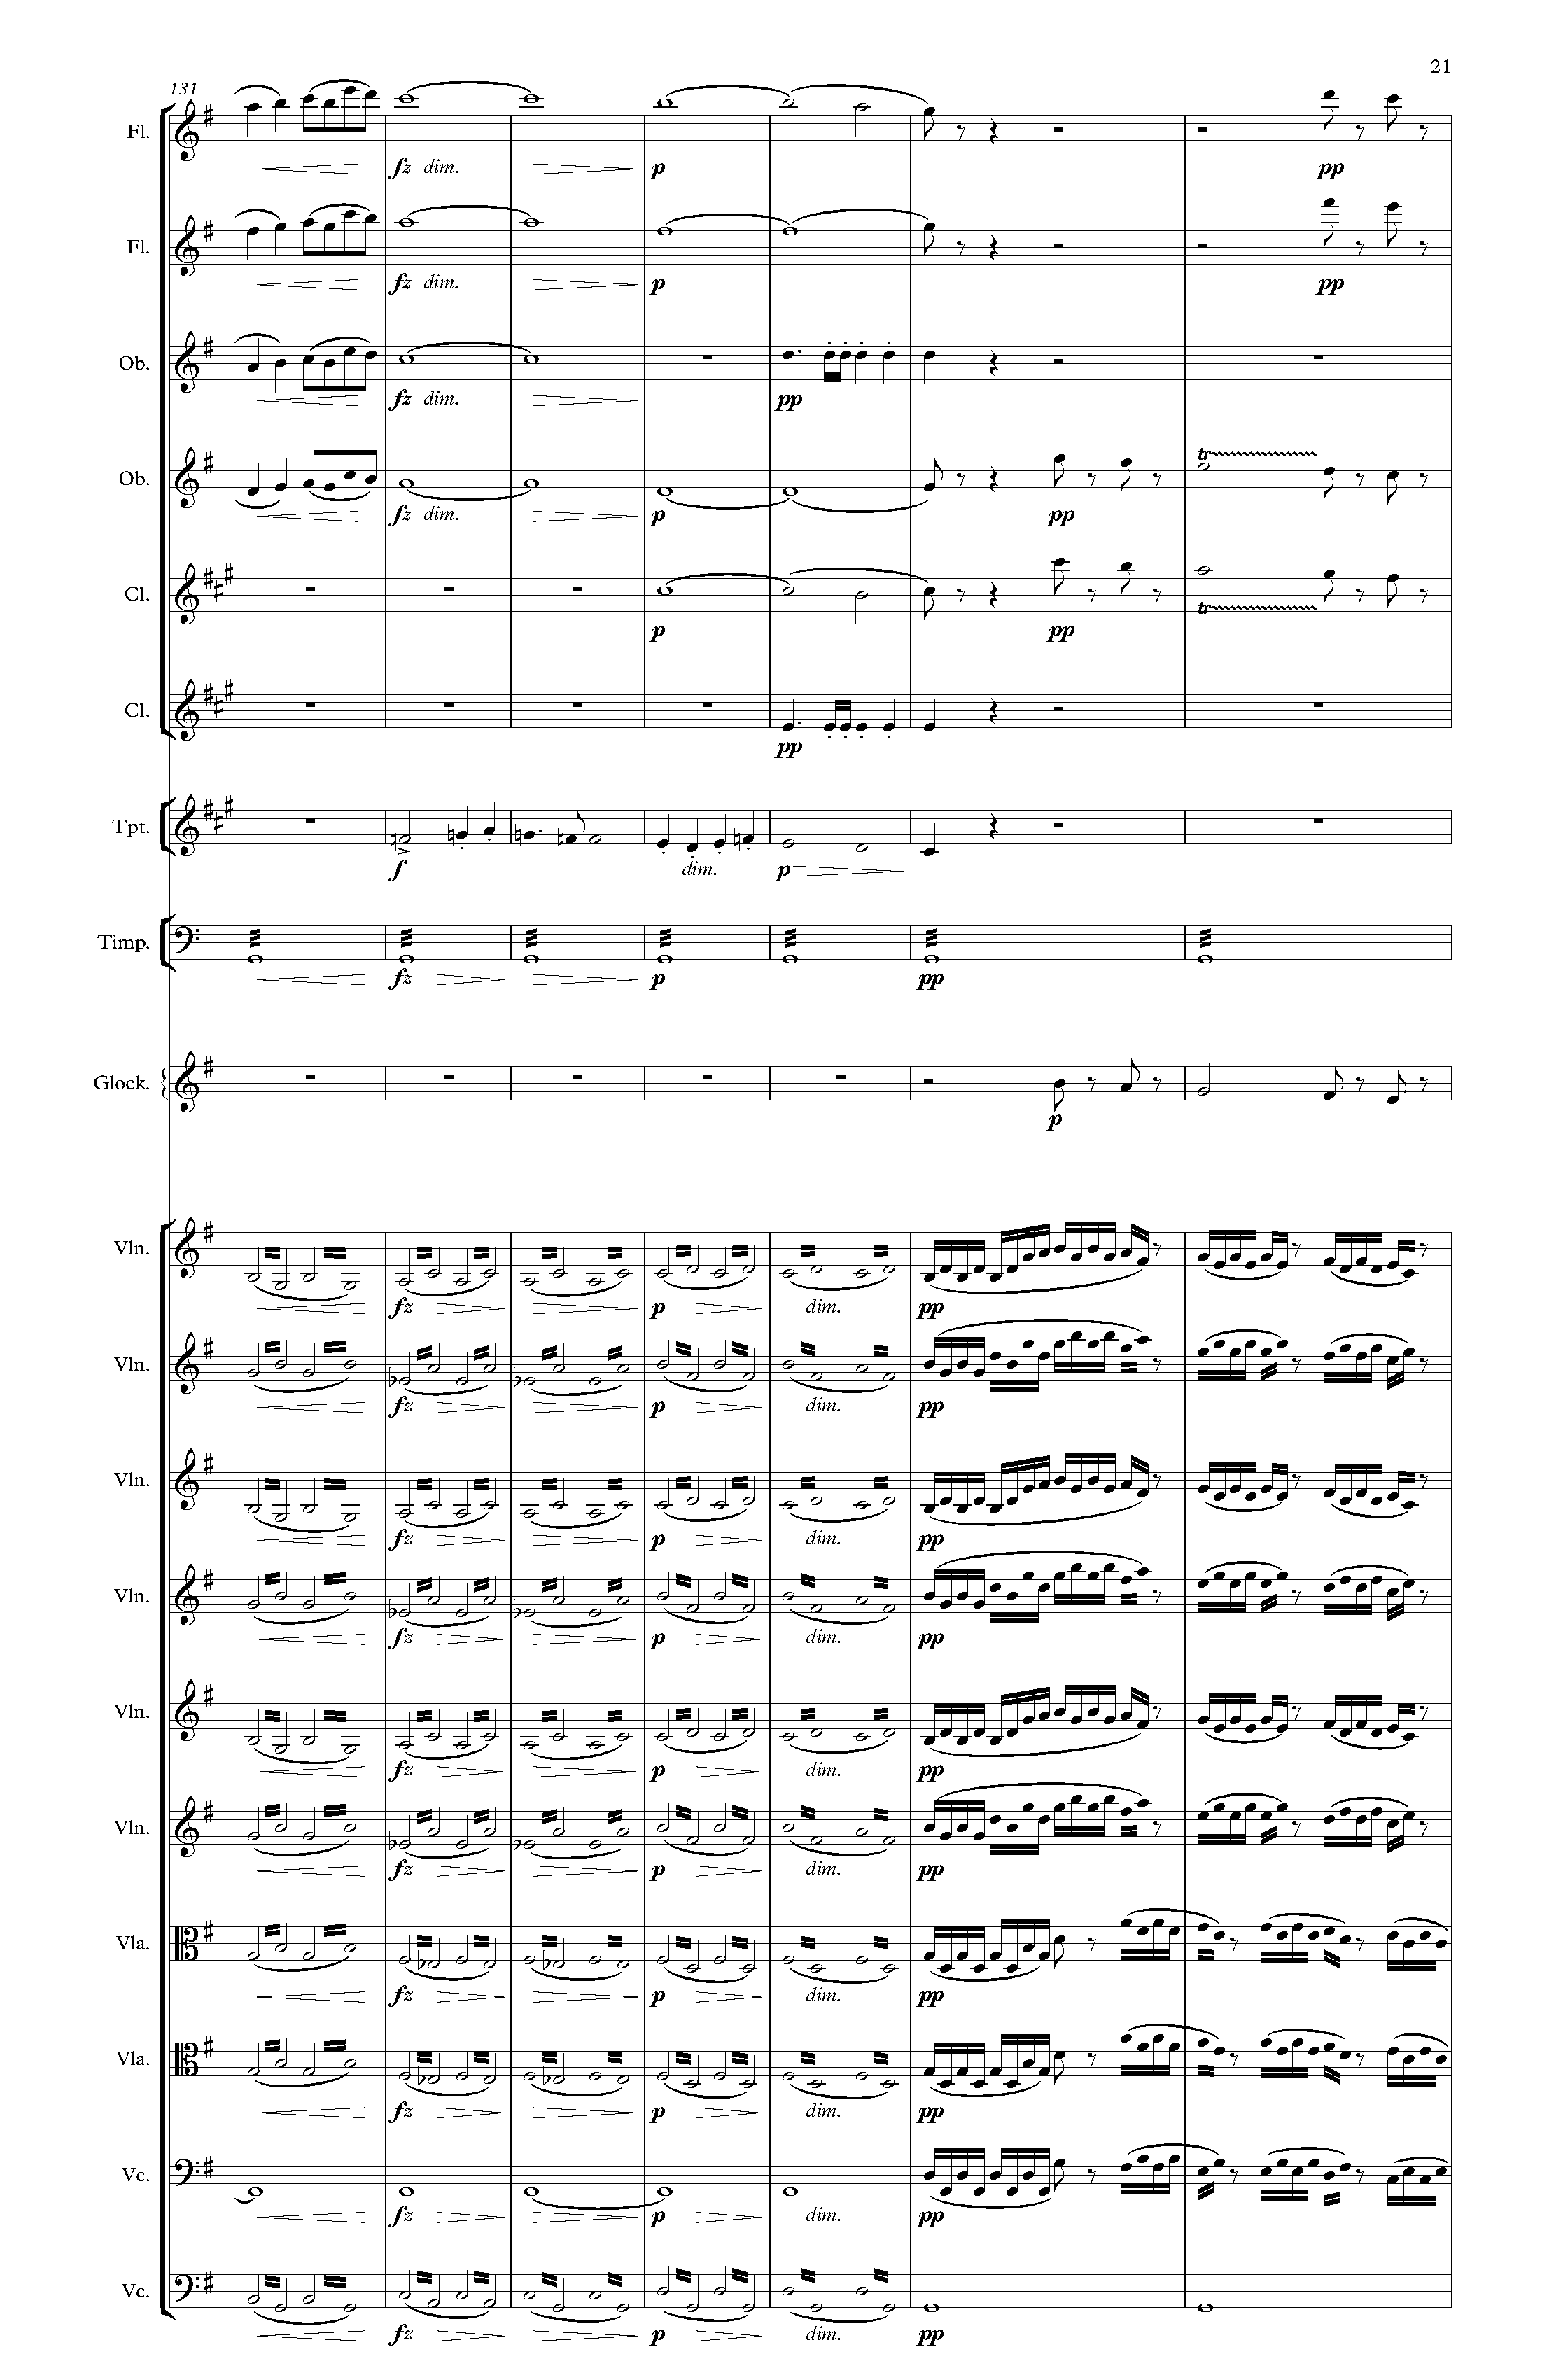 21
131
Fl.
fz dim. p pp
Fl.
fz dim. p pp
Ob.
fz dim. pp
Ob.
tr
fz dim. p pp
Cl.
tr
p pp
Cl.
pp
Tpt.
f dim. p
Timp.
fz p pp
Glock.
p
Vln.
fz p dim. pp
Vln.
fz p dim. pp
Vln.
fz p dim. pp
Vln.
fz p dim. pp
Vln.
fz p dim. pp
Vln.
fz p dim. pp
Vla.
fz p dim. pp
Vla.
fz p dim. pp
Vc.
fz p dim. pp
Vc.
fz p dim. pp